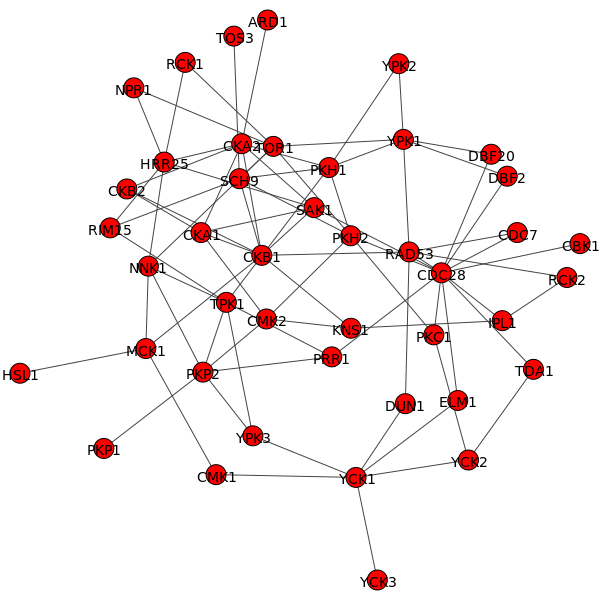 ARD1
TOS3
RCK1
YPK2
NPR1
CKA2
TOR1
YPK1
DBF20
HRR25
PKH1
DBF2
SCH9
CKB2
SAK1
RIM15
CKA1
PKH2
CDC7
CBK1
CKB1
RAD53
NNK1
CDC28
RCK2
TPK1
CMK2
KNS1
IPL1
PKC1
MCK1
PRR1
HSL1
PKP2
TDA1
DUN1
ELM1
YPK3
PKP1
YCK2
CMK1
YCK1
YCK3